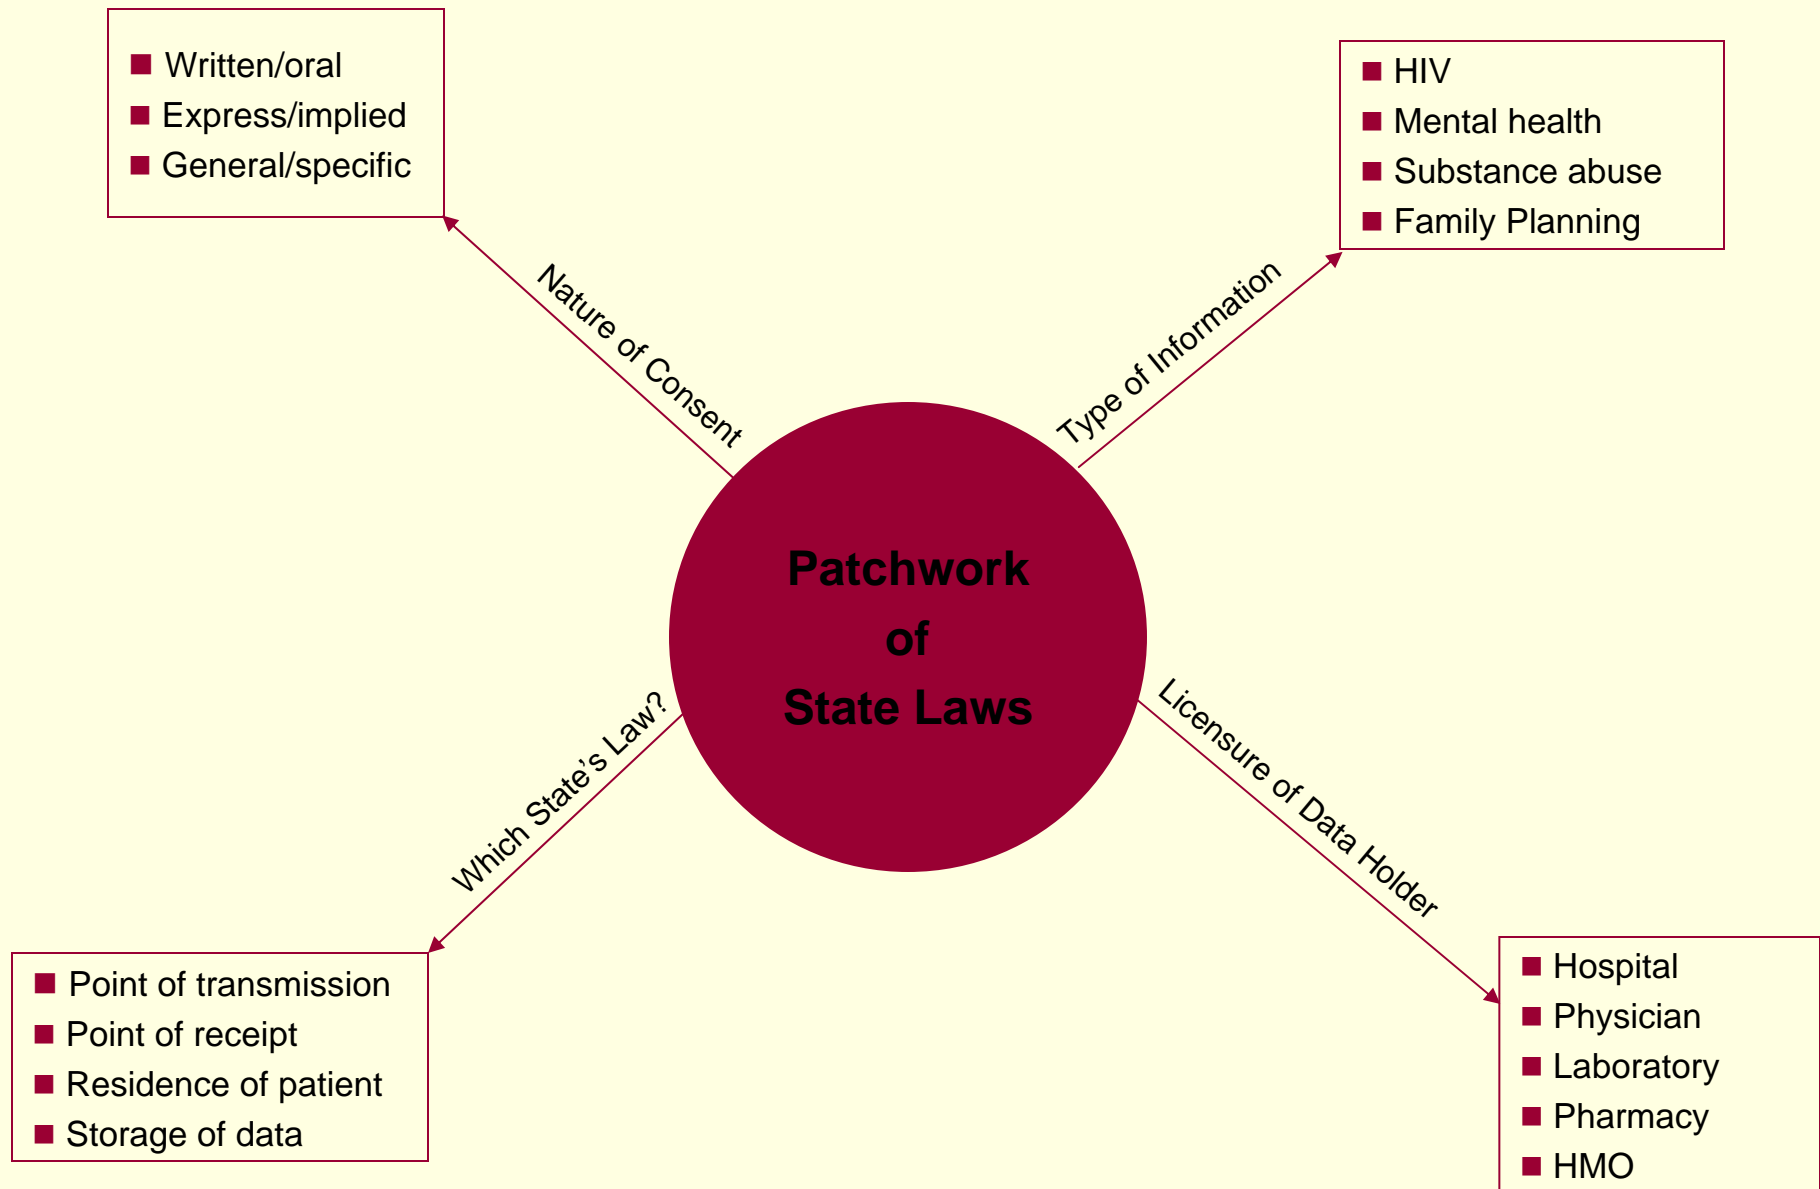 Written/oral
Express/implied
General/specific
HIV
Mental health
Substance abuse
Family Planning
Nature of Consent
Type of Information
Patchwork
of
State Laws
Which State’s Law?
Licensure of Data Holder
Point of transmission
Point of receipt
Residence of patient
Storage of data
Hospital
Physician
Laboratory
Pharmacy
HMO